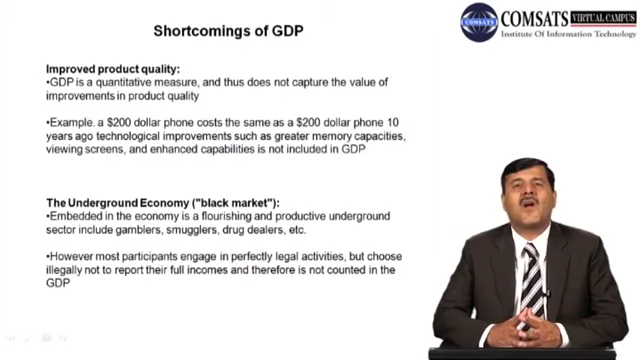 Shortcomings of GDP
COMSATS VIRTUAL CAMPUS
Institute Of Information Technology
COMSATS
Improved product quality:
•GDP is a quantitative measure, and thus does not capture the value of
improvements in product quality
•Example. a $200 dollar phone costs the same as a $200 dollar phone 10
years ago technological improvements such as greater memory capacities,
viewing screens, and enhanced capabilities is not included in GDP
The Underground Economy ("black market"):
•Embedded in the economy is a flourishing and productive underground
sector include gamblers, smugglers, drug dealers, etc.
•However most participants engage in perfectly legal activities, but choose
illegally not to report their full incomes and therefore is not counted in the
GDP